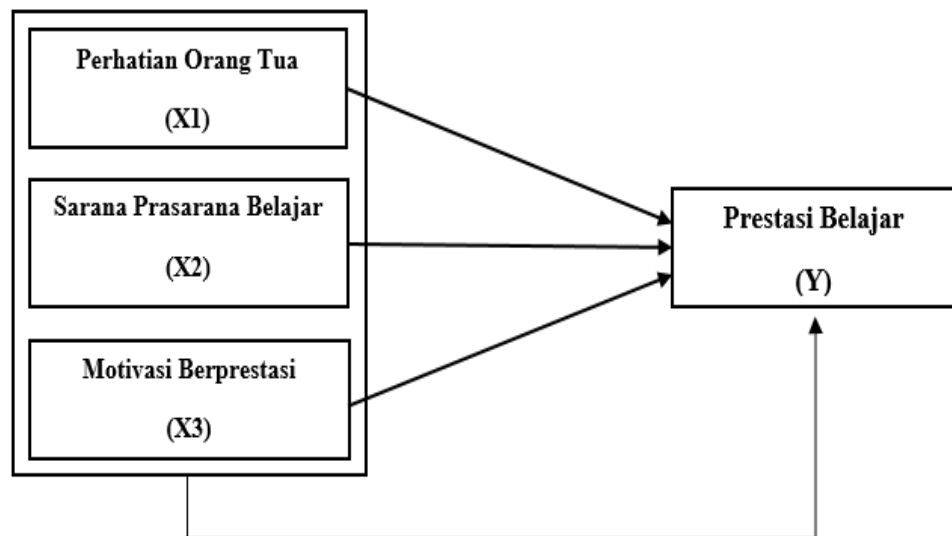 Perhatian Orang Tua
(X1)
Sarana Prasarana Belajar
(X2)
Motivasi Berprestasi
(X3)
Prestasi Belajar
(Y)